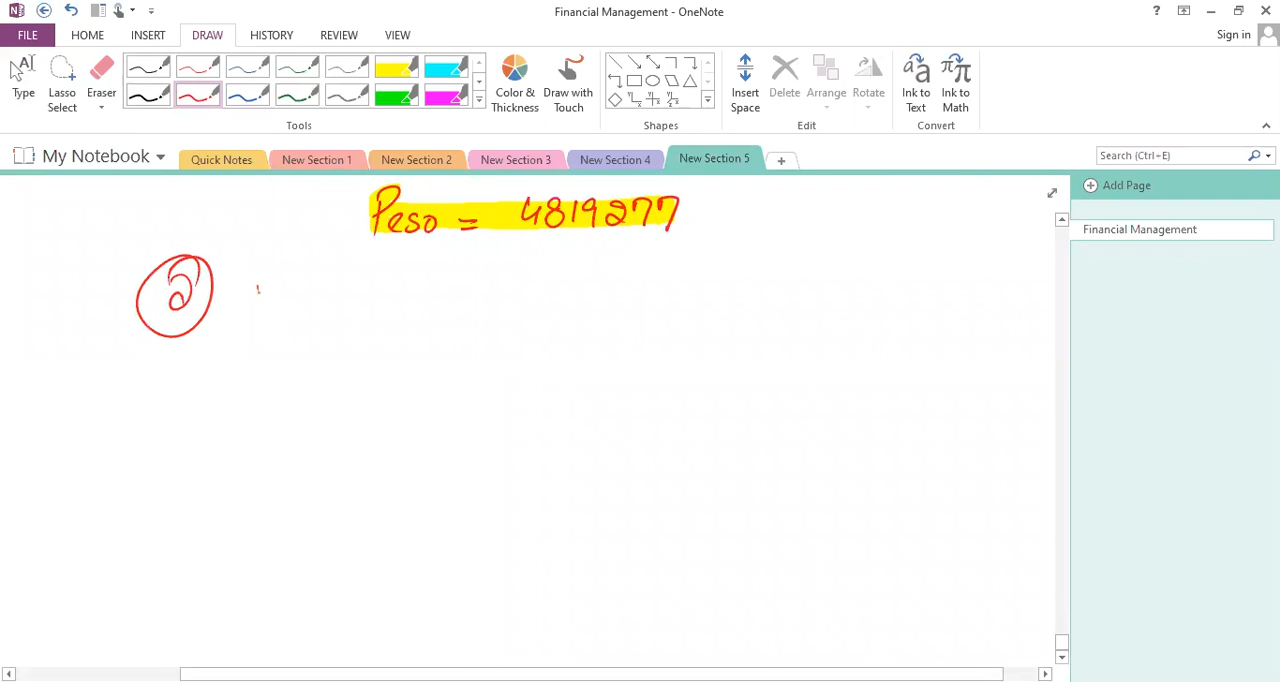 Financial Management - OneNote
?
FILE HOME INSERT DRAW HISTORY REVIEW VIEW Sign in
Type
Lasso Select
Eraser
Color & Thickness
Draw with Touch
Insert Space
Delete
Arrange
Rotate
Ink to Text
Ink to Math
Tools Shapes Edit Convert
My Notebook Quick Notes New Section 1 New Section 2 New Section 3 New Section 4 New Section 5 Search (Ctrl+E)
Add Page
Financial Management
Peso = 4819277
2